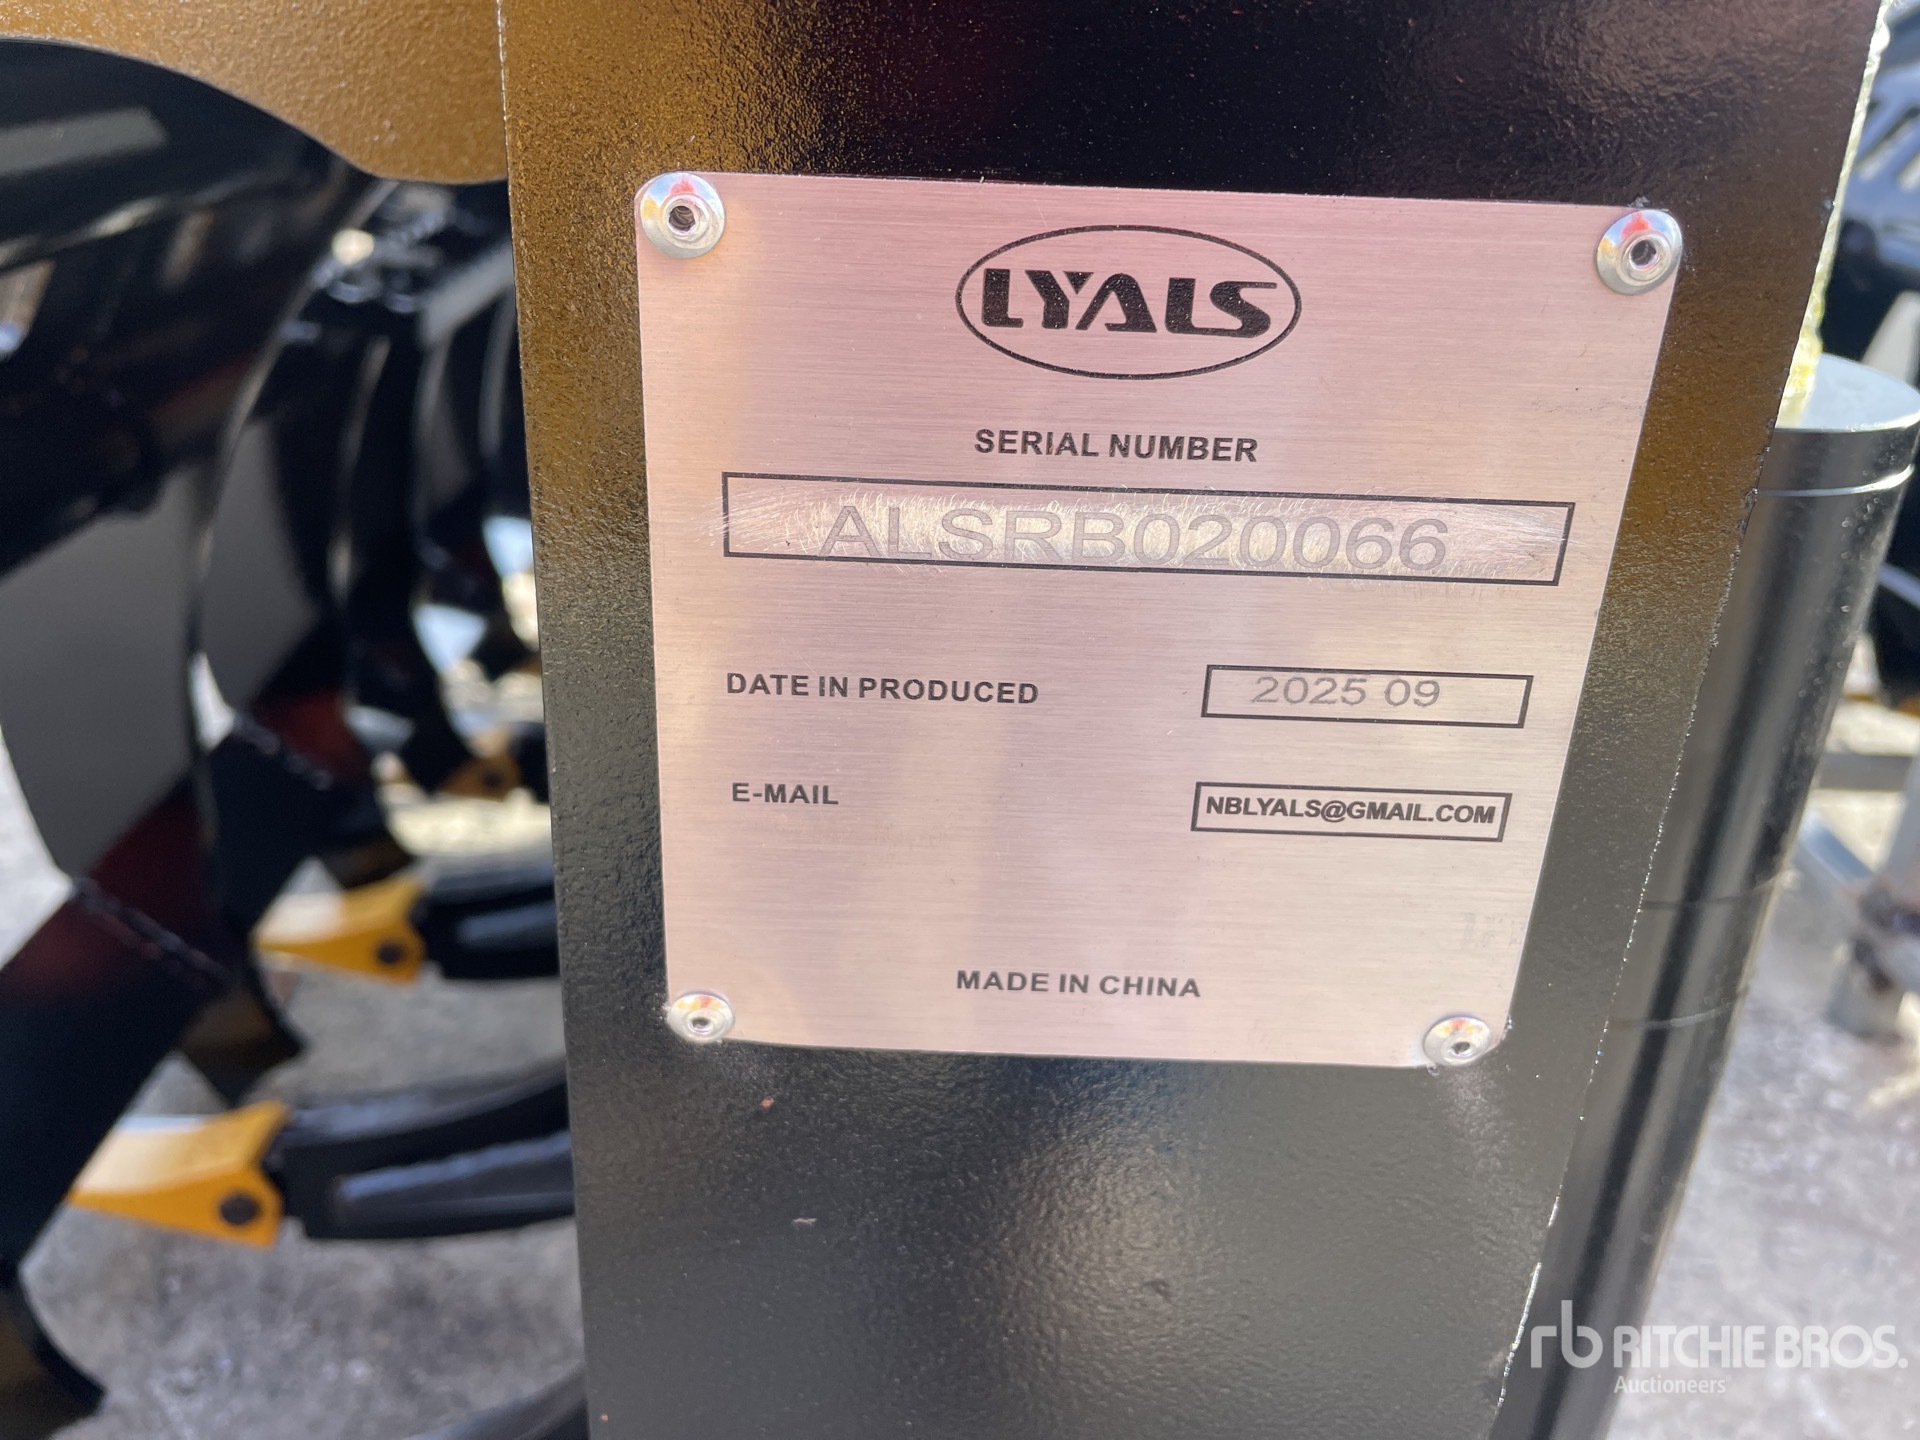 LYALS
SERIAL NUMBER
ALSRB020066
DATE IN PRODUCED 2025 09
E-MAIL NBLYALS@GMAIL.COM
MADE IN CHINA
rb RITCHIE BROS.
Auctioneers